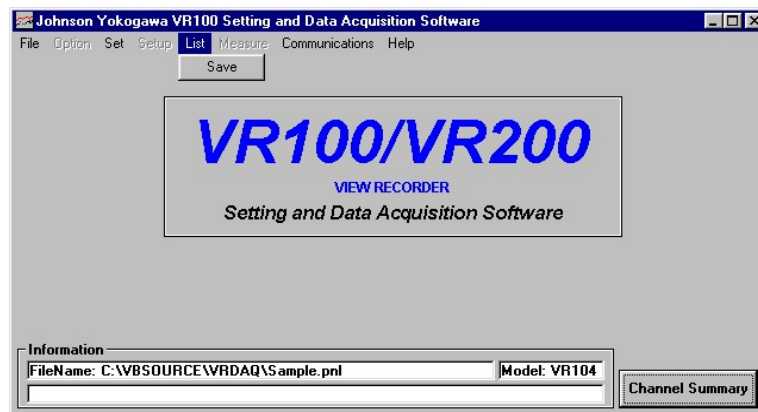 Johnson Yokogawa VR100 Setting and Data Acquisition Software
File Option Set Setup List Measure Communications Help
Save
VR100/VR200
VIEW RECORDER
Setting and Data Acquisition Software
Information
FileName: C:\VBSOURCE\VRDAQ\Sample.pnl Model: VR104
Channel Summary